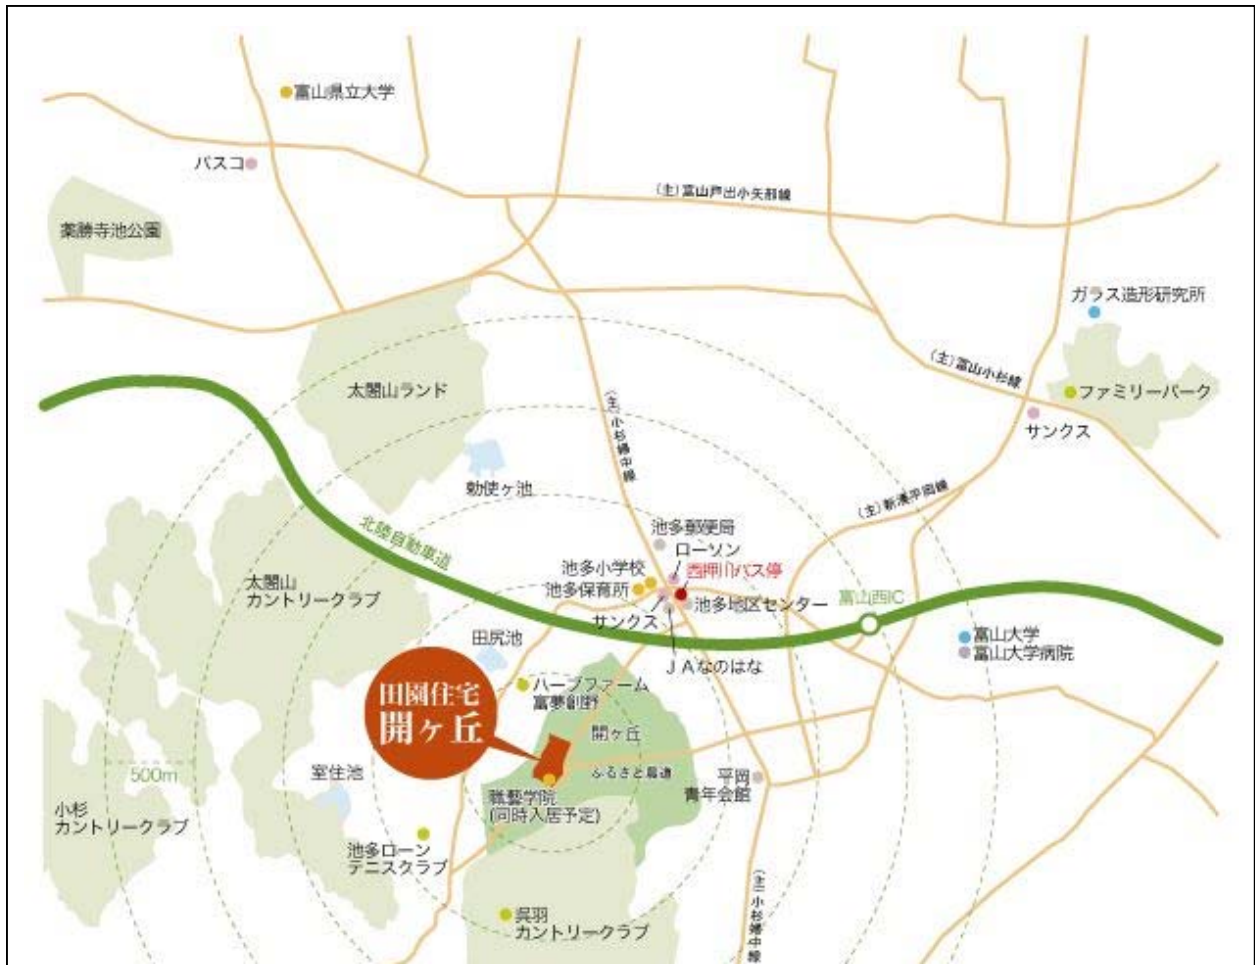 富山県立大学
パスコ
(主)富山戸出小矢部線
薬勝寺池公園
ガラス造形研究所
(主)富山小杉線
太閤山ランド
ファミリーパーク
(主)小杉婦中線
サンクス
勅使ヶ池
(主)新湊平岡線
北陸自動車道
池多郵便局
ローソン
池多小学校
西押川バス停
太閤山
カントリークラブ
池多保育所
池多地区センター
富山西IC
サンクス
田尻池
富山大学
富山大学病院
JAなのはな
田園住宅
開ヶ丘
ハーブファーム
富夢創野
開ヶ丘
500m
室住池
ふるさと農道
平岡
青年会館
職藝学院
(同時入居予定)
小杉
カントリークラブ
池多ローン
テニスクラブ
(主)小杉婦中線
呉羽
カントリークラブ